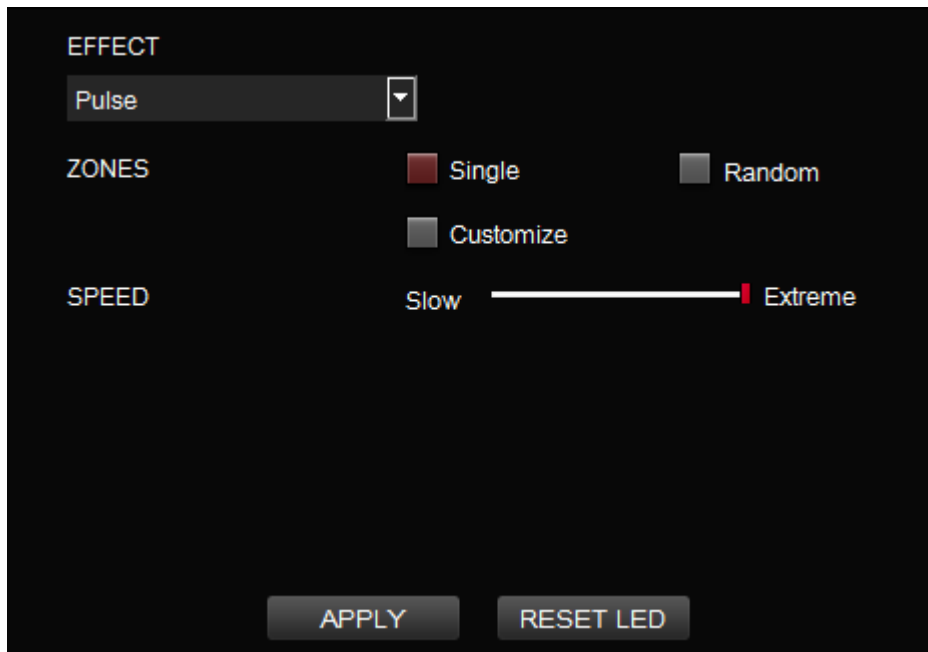 EFFECT
Pulse
ZONES Single Random
Customize
SPEED Slow Extreme
APPLY RESET LED